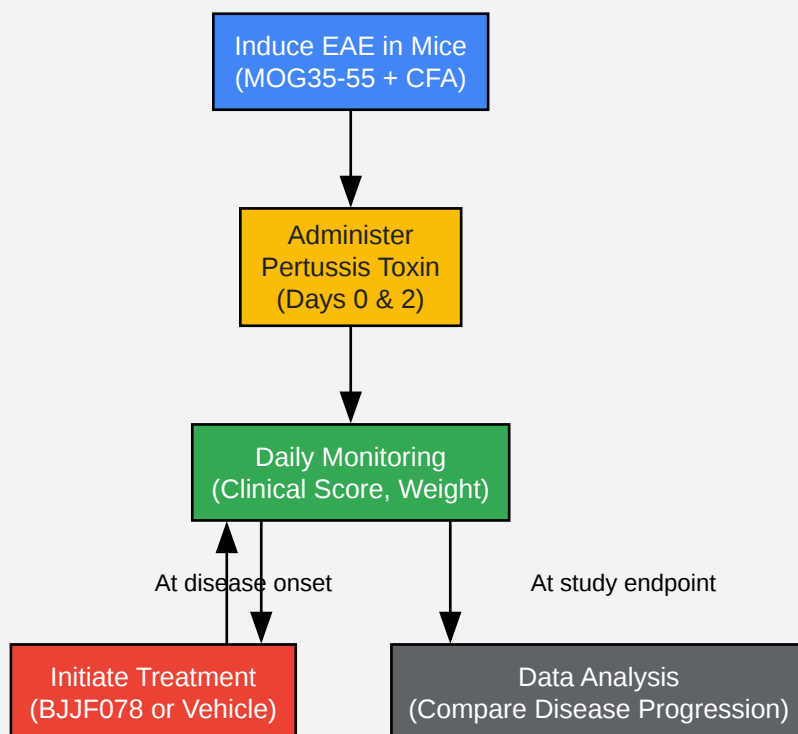 Induce EAE in Mice
(MOG35-55 + CFA)
Administer
Pertussis Toxin
(Days 0 & 2)
Daily Monitoring
(Clinical Score, Weight)
At disease onset
At study endpoint
Initiate Treatment
(BJJF078 or Vehicle)
Data Analysis
(Compare Disease Progression)